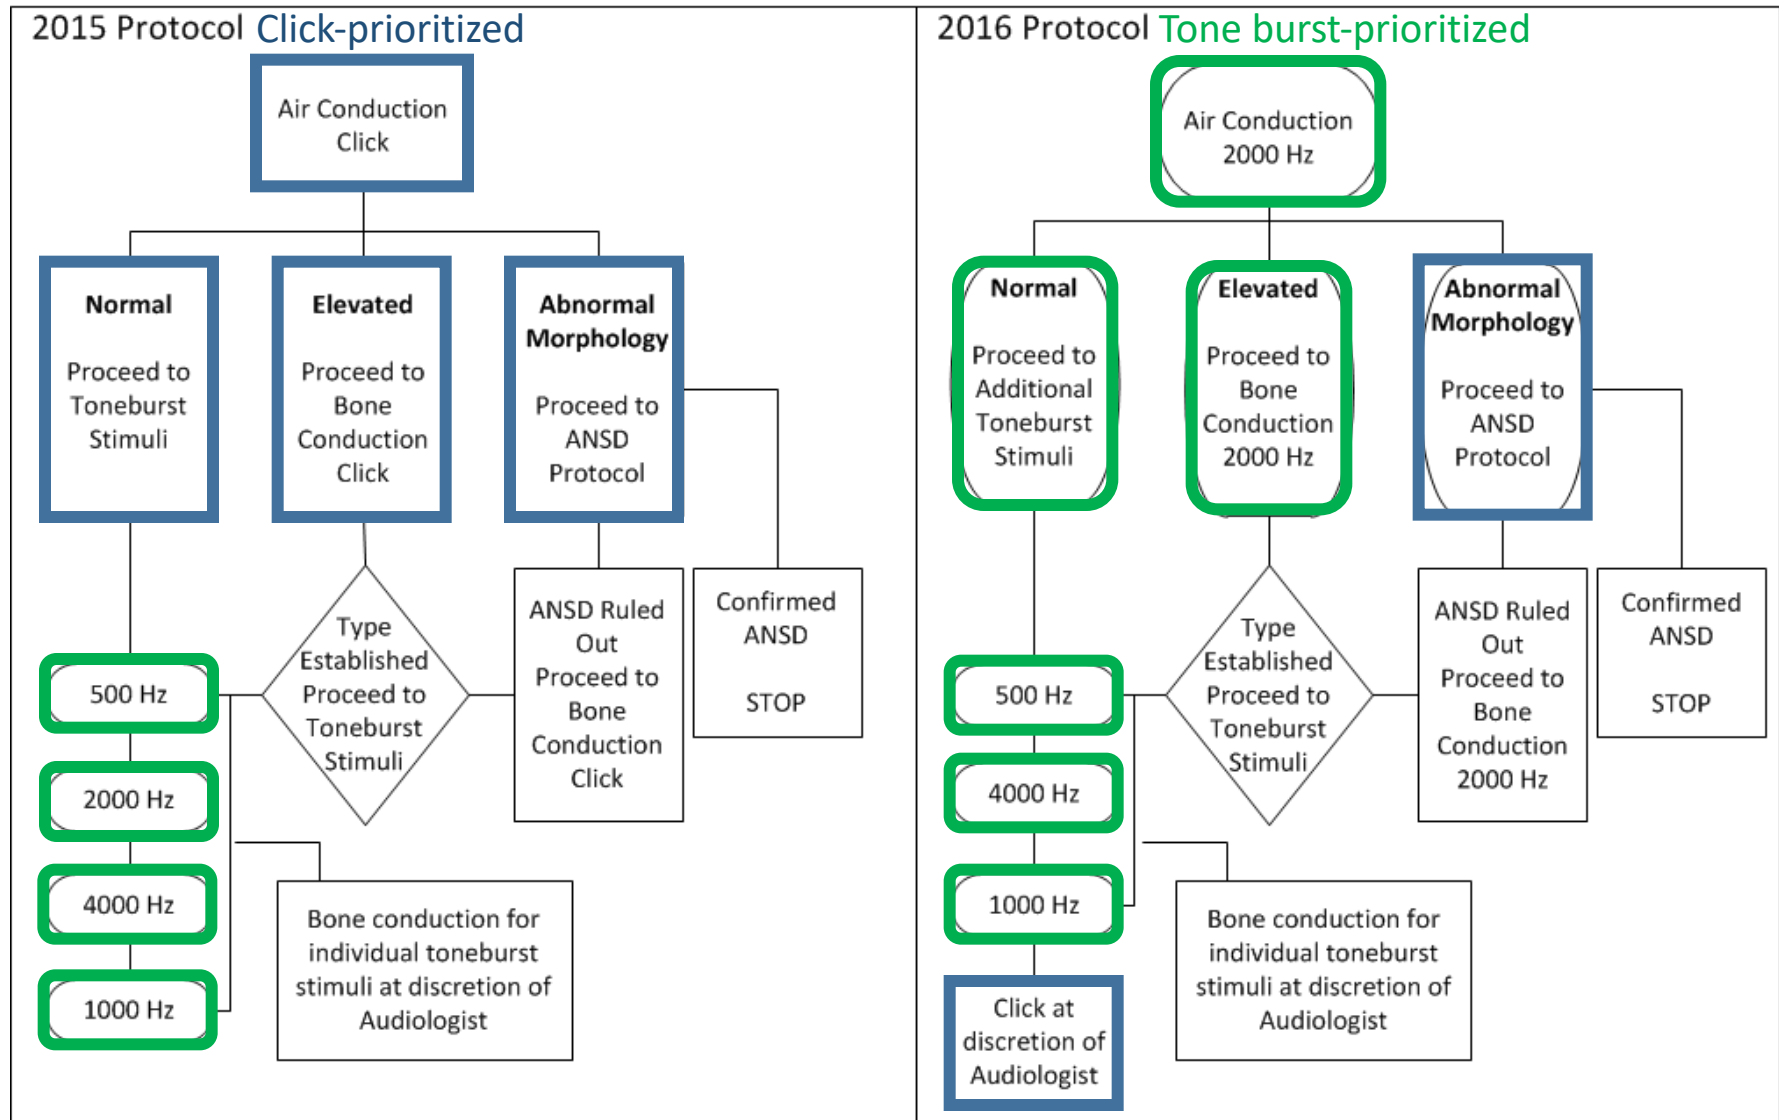 2015 Protocol Click-prioritized
Air Conduction
Click
Normal
Proceed to
Toneburst
Stimuli
Elevated
Proceed to
Bone
Conduction
Click
Abnormal
Morphology
Proceed to
ANSD
Protocol
500 Hz
2000 Hz
4000 Hz
1000 Hz
Type
Established
Proceed to
Toneburst
Stimuli
ANSD Ruled
Out
Proceed to
Bone
Conduction
Click
Confirmed
ANSD
STOP
Bone conduction for
individual toneburst
stimuli at discretion of
Audiologist
2016 Protocol Tone burst-prioritized
Air Conduction
2000 Hz
Normal
Proceed to
Additional
Toneburst
Stimuli
Elevated
Proceed to
Bone
Conduction
2000 Hz
Abnormal
Morphology
Proceed to
ANSD
Protocol
500 Hz
4000 Hz
1000 Hz
Click at
discretion of
Audiologist
Type
Established
Proceed to
Toneburst
Stimuli
ANSD Ruled
Out
Proceed to
Bone
Conduction
2000 Hz
Confirmed
ANSD
STOP
Bone conduction for
individual toneburst
stimuli at discretion of
Audiologist